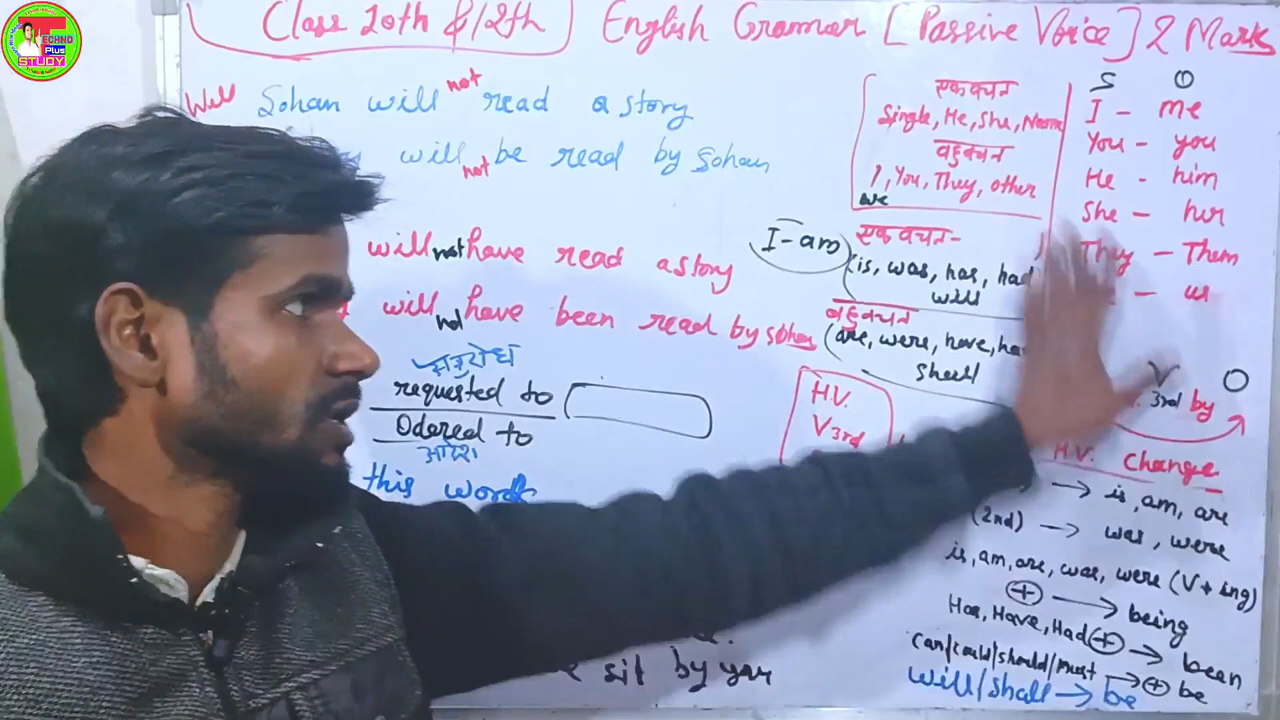 TECHNO
Plus
STUDY
Class 10th & 12th English Grammar [Passive Voice] 2 Marks
Will Sohan will not read a story
will not be read by Sohan
will not have read a story
will not have been read by sohan
अनुरोध
requested to
Odered to
आदेश
this words
sit by you
एकवचन
Single, He, She, Name
बहुवचन
I, You, They, other
we
I-am
एकवचन-
(is, was, has, had
will
बहुवचन
(are, were, have, ha
Shall
H.V.
V 3rd
S O
I - me
You - you
He - him
She - her
They - Them
- us
V O
3rd by
H.V. change
→ is, am, are
(2nd) → was, were
is, am, are, was, were (V + ing)
+ → being
Has, Have, Had + → been
can/could/should/must → + be
will/shall → be